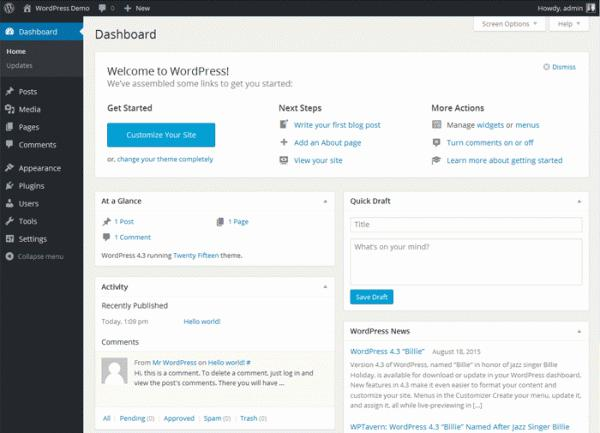 WordPress Demo 0 + New Howdy, admin
Screen Options Help
Dashboard
Home
Updates
Posts
Media
Pages
Comments
Appearance
Plugins
Users
Tools
Settings
Collapse menu
Dashboard
Welcome to WordPress!
Dismiss
We've assembled some links to get you started:
Get Started
Customize Your Site
or, change your theme completely
Next Steps
Write your first blog post
Add an About page
View your site
More Actions
Manage widgets or menus
Turn comments on or off
Learn more about getting started
At a Glance
1 Post 1 Page
1 Comment
WordPress 4.3 running Twenty Fifteen theme.
Activity
Recently Published
Today, 1:09 pm Hello world!
Comments
From Mr WordPress on Hello world! #
Hi, this is a comment. To delete a comment, just log in and
view the post's comments. There you will have ...
All | Pending (0) | Approved | Spam (0) | Trash (0)
Quick Draft
Title
What's on your mind?
Save Draft
WordPress News
WordPress 4.3 "Billie" August 18, 2015
Version 4.3 of WordPress, named "Billie" in honor of jazz singer Billie
Holiday, is available for download or update in your WordPress dashboard.
New features in 4.3 make it even easier to format your content and
customize your site. Menus in the Customizer Create your menu, update it,
and assign it, all while live-previewing in [...]
WPTavern: WordPress 4.3 "Billie" Named After Jazz Singer Billie